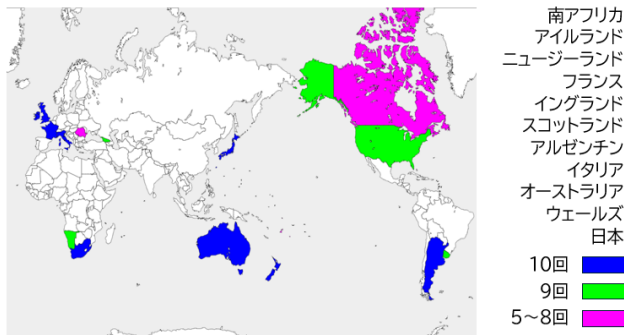 南アフリカ
アイルランド
ニュージーランド
フランス
イングランド
スコットランド
アルゼンチン
イタリア
オーストラリア
ウェールズ
日本
10回
9回
5～8回